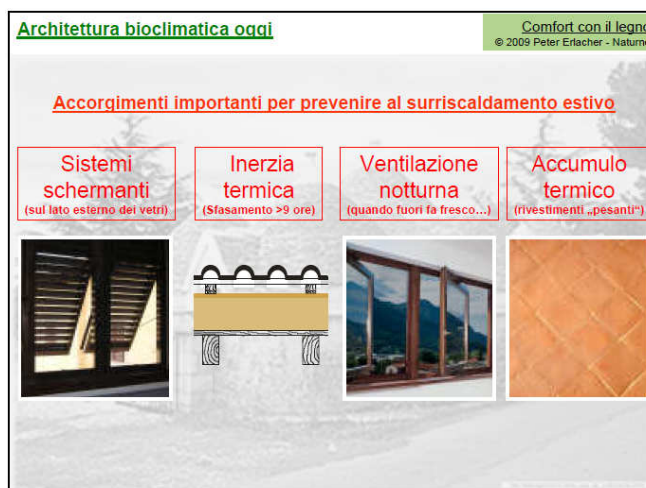 Architettura bioclimatica oggi
Comfort con il legno
© 2009 Peter Erlacher - Naturno
Accorgimenti importanti per prevenire al surriscaldamento estivo
Sistemi
schermanti
(sul lato esterno dei vetri)
Inerzia
termica
(Sfasamento >9 ore)
Ventilazione
notturna
(quando fuori fa fresco...)
Accumulo
termico
(rivestimenti „pesanti“)